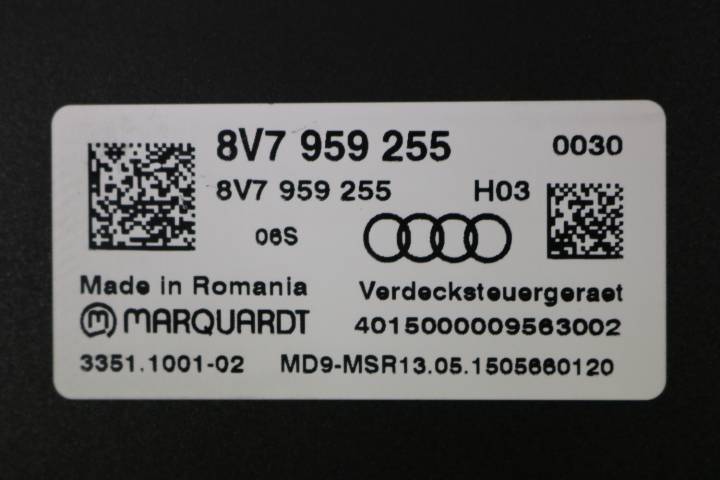 8V7 959 255 0030
8V7 959 255 H03
06S
Made in Romania Verdecksteuergeraet
MARQUARDT 4015000009563002
3351.1001-02 MD9-MSR13.05.1505660120